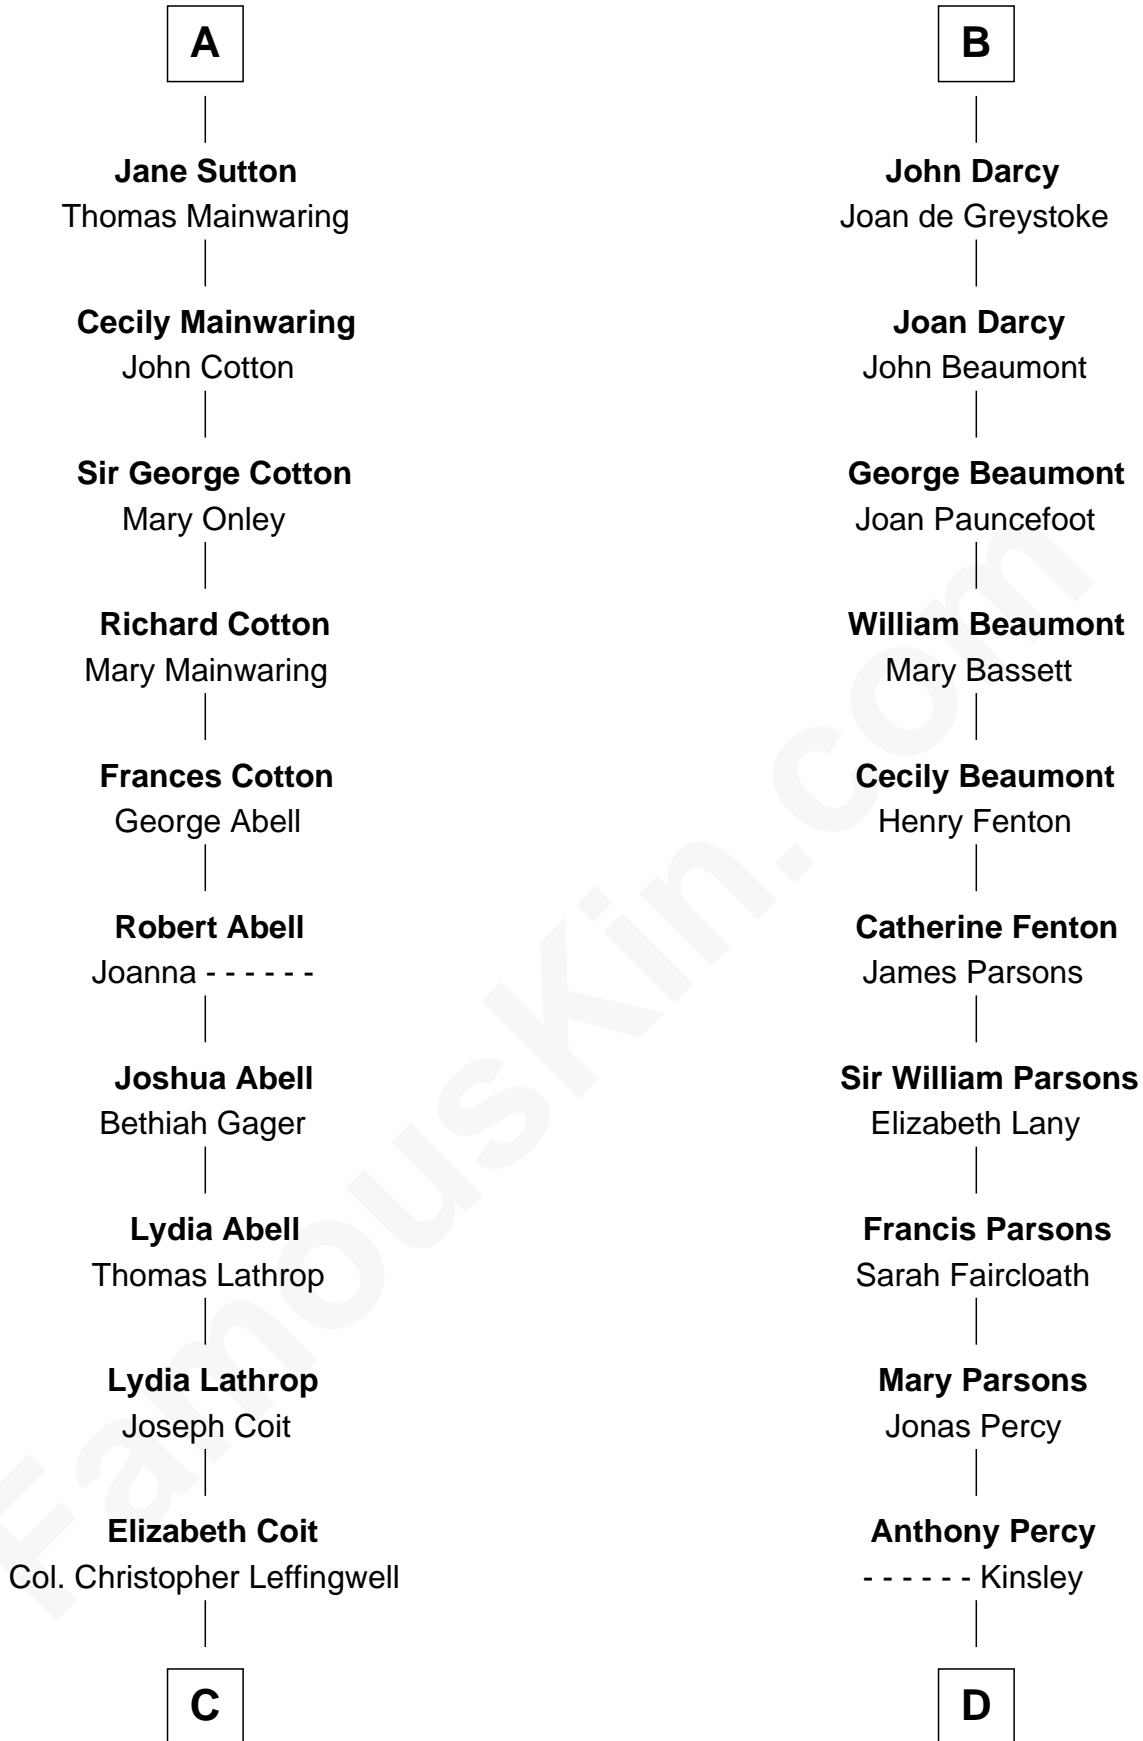 A
Jane Sutton
Thomas Mainwaring
Cecily Mainwaring
John Cotton
Sir George Cotton
Mary Onley
Richard Cotton
Mary Mainwaring
Frances Cotton
George Abell
Robert Abell
Joanna - - - - - -
Joshua Abell
Bethiah Gager
Lydia Abell
Thomas Lathrop
Lydia Lathrop
Joseph Coit
Elizabeth Coit
Col. Christopher Leffingwell
C
B
John Darcy
Joan de Greystoke
Joan Darcy
John Beaumont
George Beaumont
Joan Pauncefoot
William Beaumont
Mary Bassett
Cecily Beaumont
Henry Fenton
Catherine Fenton
James Parsons
Sir William Parsons
Elizabeth Lany
Francis Parsons
Sarah Faircloath
Mary Parsons
Jonas Percy
Anthony Percy
- - - - - - Kinsley
D
FamousKin.com